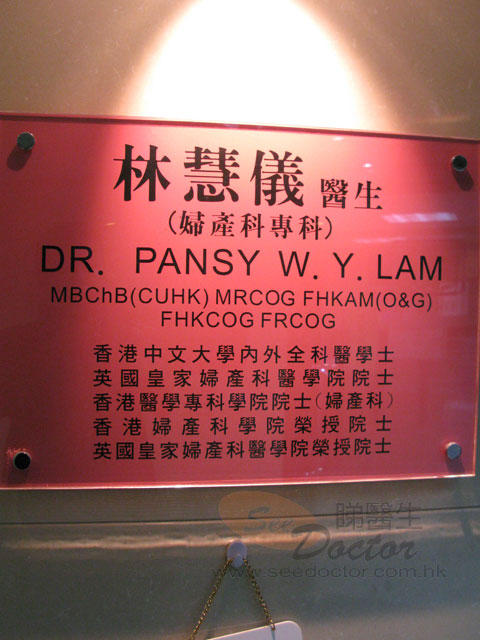 林慧儀 醫生
(婦產科專科)
DR. PANSY W. Y. LAM
MBChB(CUHK) MRCOG FHKAM(O&G)
FHKCOG FRCOG
香港中文大學內外全科醫學士
英國皇家婦產科醫學院院士
香港醫學專科學院院士(婦產科)
香港婦產科學院榮授院士
英國皇家婦產科醫學院榮授院士
See 睇醫生
Doctor
www.seedoctor.com.hk